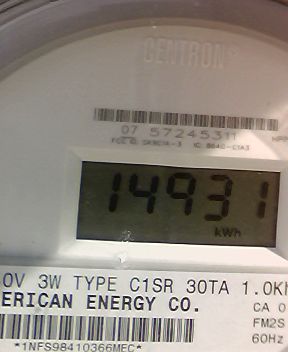 CENTRON®
07 57245311
14931
kWh
0V 3W TYPE C1SR 30TA 1.0Kh
ERICAN ENERGY CO.
CA 0
FM2S
60Hz
*1NFS98410366MEC*